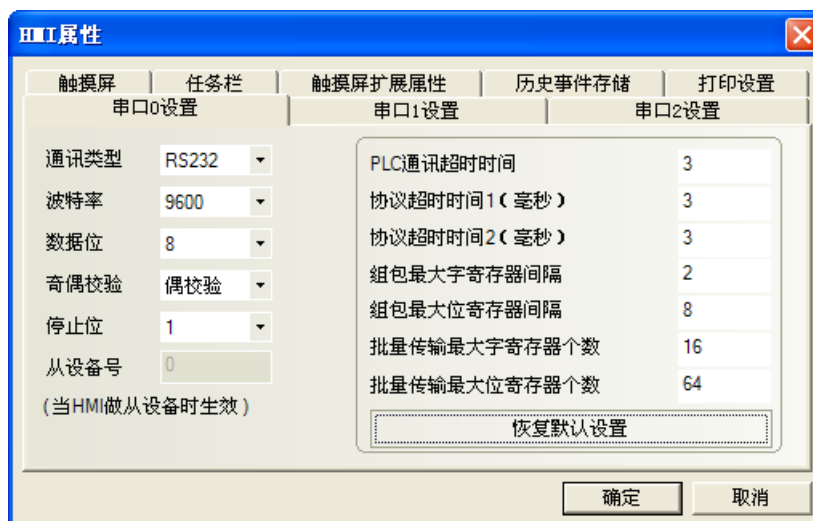 HMI属性
触摸屏 任务栏 触摸屏扩展属性 历史事件存储 打印设置
串口0设置 串口1设置 串口2设置
通讯类型 RS232
波特率 9600
数据位 8
奇偶校验 偶校验
停止位 1
从设备号 0
(当HMI做从设备时生效)
PLC通讯超时时间 3
协议超时时间1(毫秒) 3
协议超时时间2(毫秒) 3
组包最大字寄存器间隔 2
组包最大位寄存器间隔 8
批量传输最大字寄存器个数 16
批量传输最大位寄存器个数 64
恢复默认设置
确定 取消